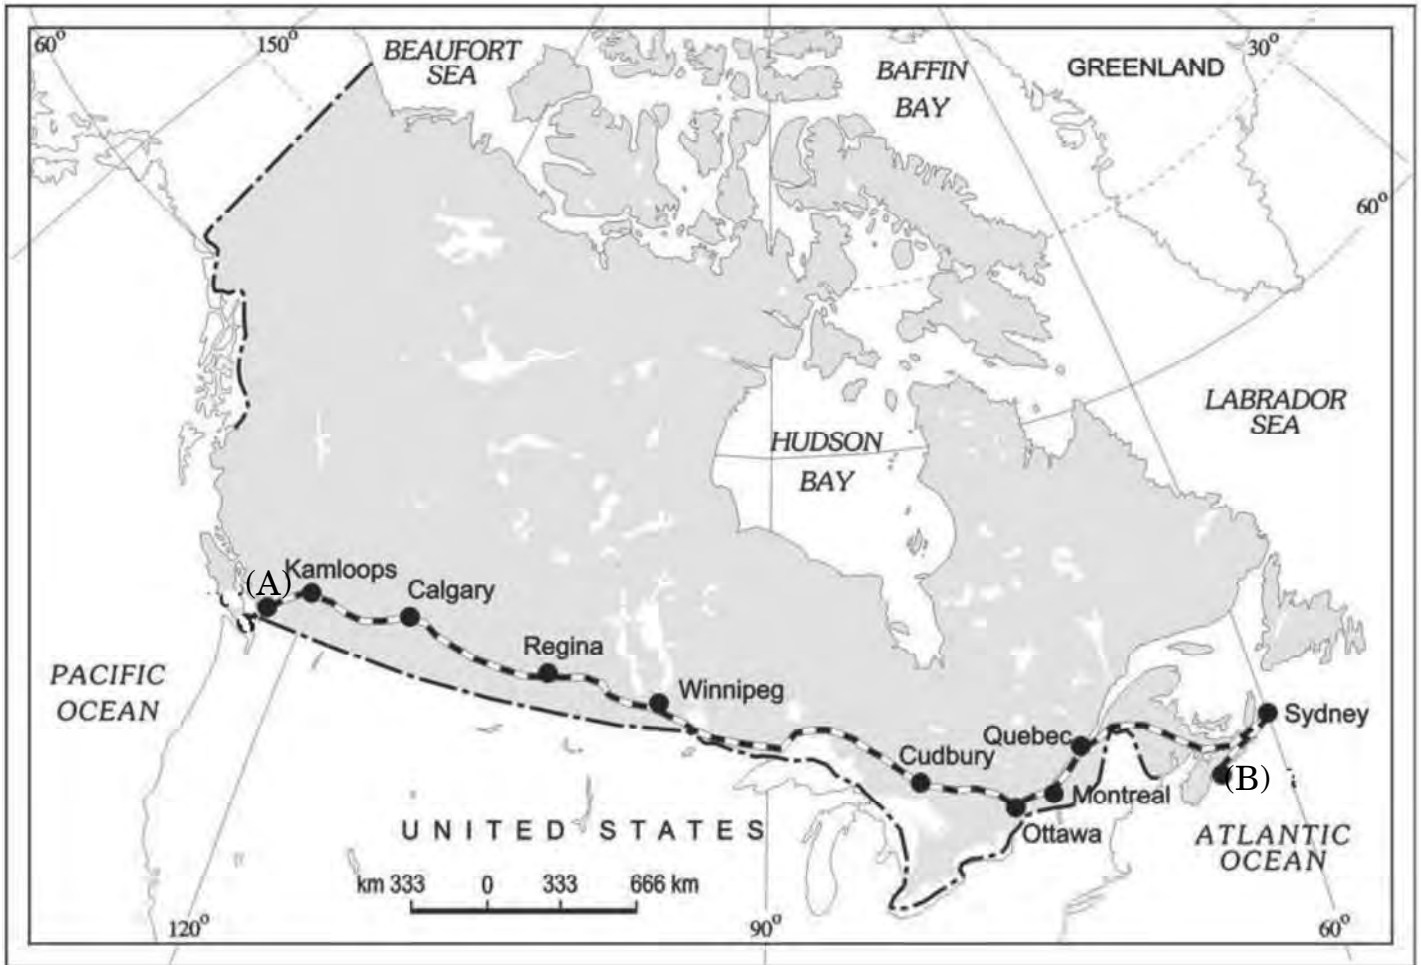 60°
150°
BEAUFORT
SEA
BAFFIN
BAY
GREENLAND
30°
60°
LABRADOR
SEA
HUDSON
BAY
(A)
Kamloops
Calgary
Regina
Winnipeg
PACIFIC
OCEAN
Cudbury
Quebec
Sydney
(B)
Montreal
Ottawa
UNITED STATES
ATLANTIC
OCEAN
km 333 0 333 666 km
120°
90°
60°